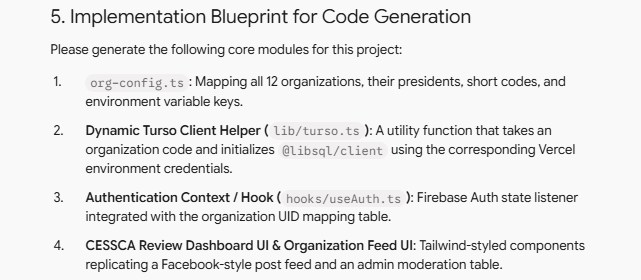 5. Implementation Blueprint for Code Generation
Please generate the following core modules for this project:
1. org-config.ts : Mapping all 12 organizations, their presidents, short codes, and
environment variable keys.
2. Dynamic Turso Client Helper ( lib/turso.ts ): A utility function that takes an
organization code and initializes @libsql/client using the corresponding Vercel
environment credentials.
3. Authentication Context / Hook ( hooks/useAuth.ts ): Firebase Auth state listener
integrated with the organization UID mapping table.
4. CESSCA Review Dashboard UI & Organization Feed UI: Tailwind-styled components
replicating a Facebook-style post feed and an admin moderation table.